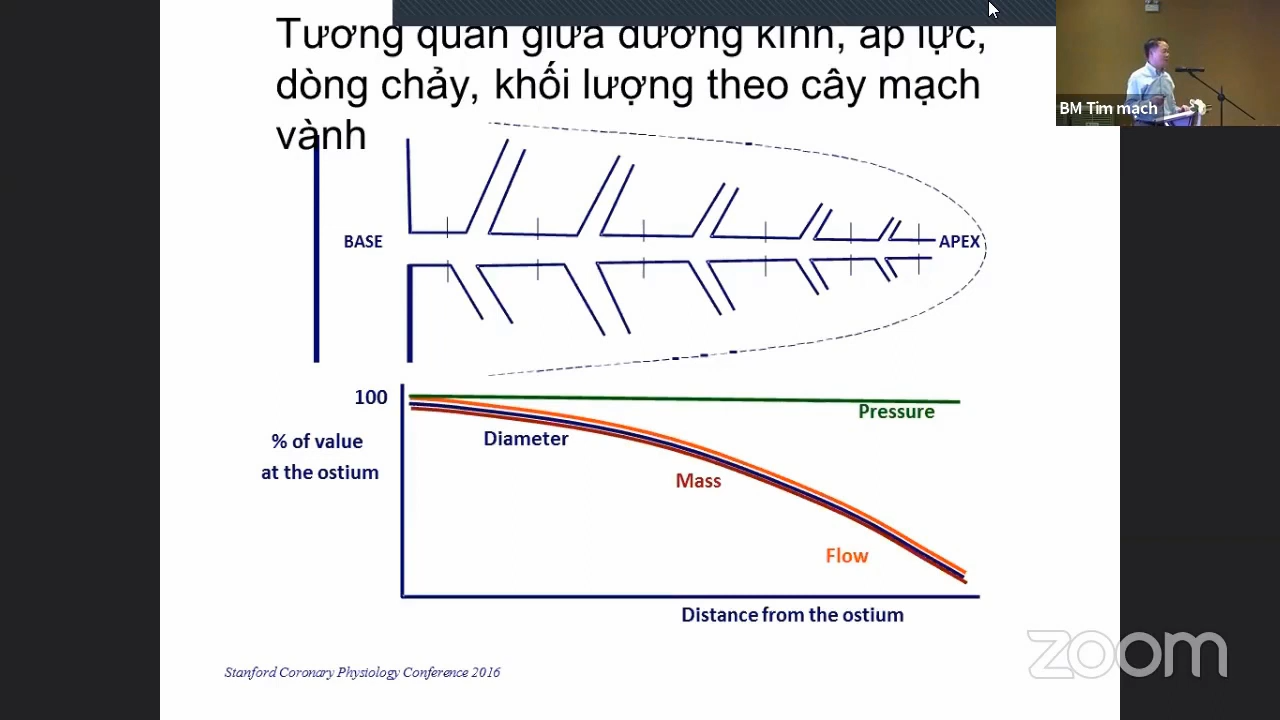 Tương quan giữa đường kính, áp lực,
dòng chảy, khối lượng theo cây mạch
vành
BM Tim mach
BASE
APEX
100
Pressure
% of value
at the ostium
Diameter
Mass
Flow
Distance from the ostium
zoom
Stanford Coronary Physiology Conference 2016